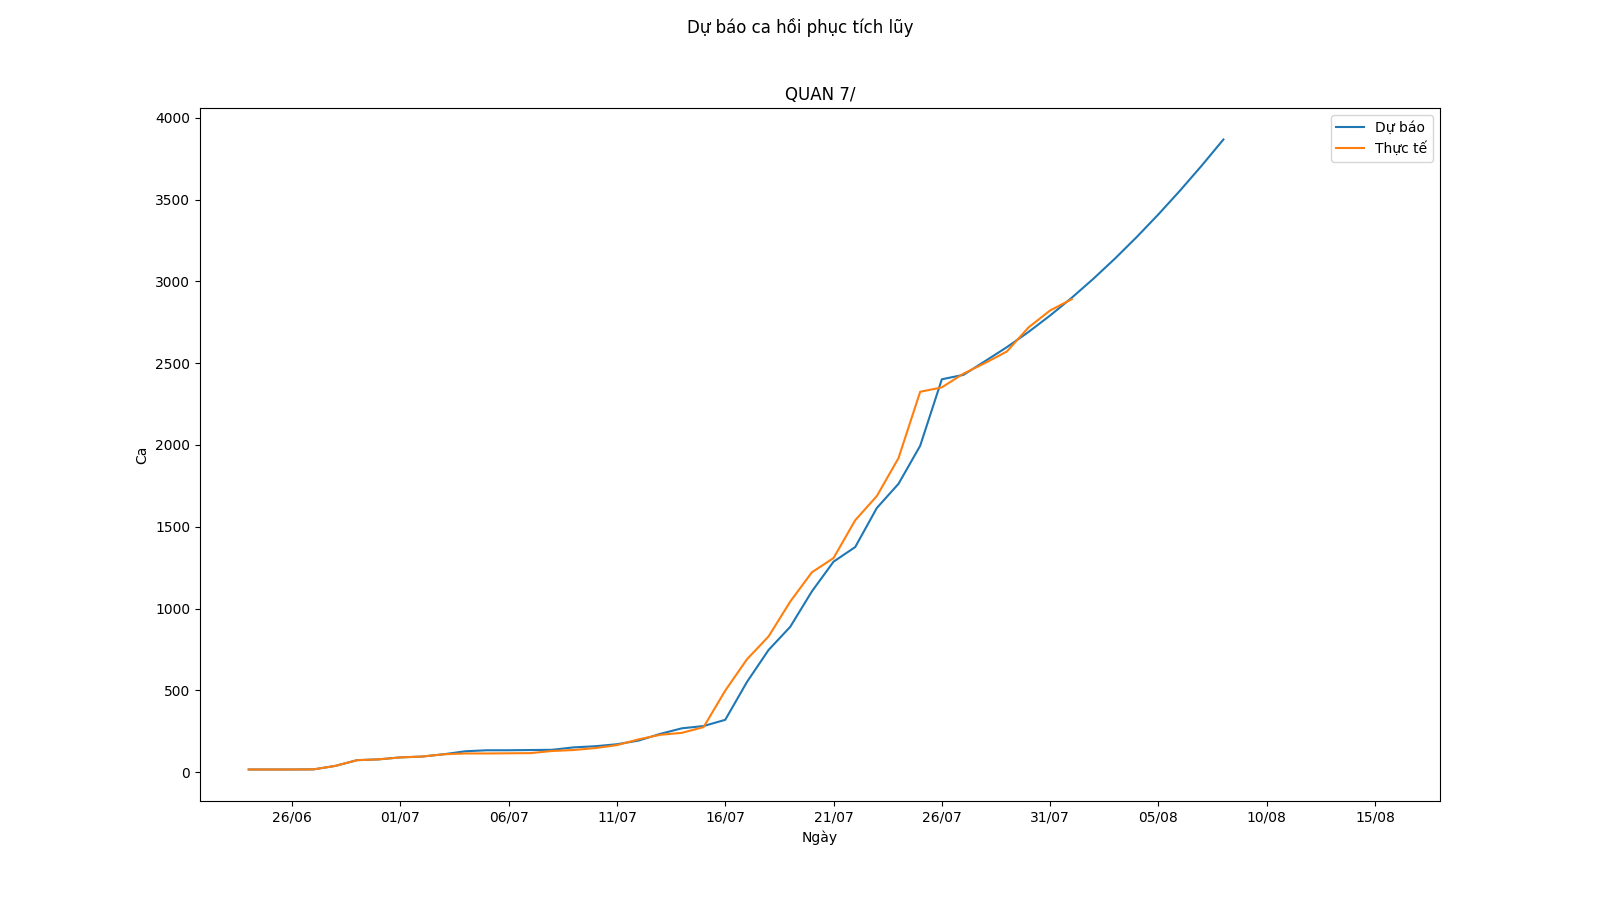 Dự báo ca hồi phục tích lũy
QUAN 7/
4000
3500
3000
2500
2000
1500
1000
500
0
Ca
Dự báo
Thực tế
26/06 01/07 06/07 11/07 16/07 21/07 26/07 31/07 05/08 10/08 15/08
Ngày